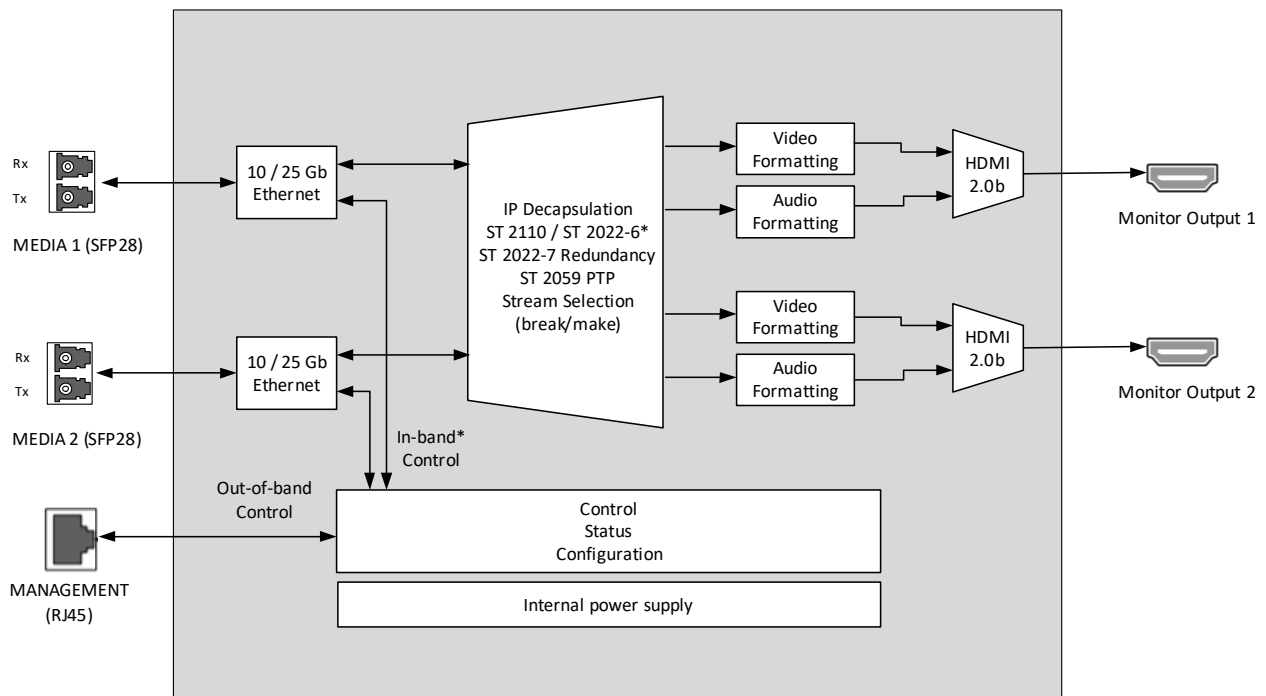 Rx
Tx
MEDIA 1 (SFP28)
10 / 25 Gb
Ethernet
IP Decapsulation
ST 2110 / ST 2022-6*
ST 2022-7 Redundancy
ST 2059 PTP
Stream Selection
(break/make)
Video
Formatting
Audio
Formatting
HDMI
2.0b
Monitor Output 1
Rx
Tx
MEDIA 2 (SFP28)
10 / 25 Gb
Ethernet
Video
Formatting
Audio
Formatting
HDMI
2.0b
Monitor Output 2
In-band*
Control
Out-of-band
Control
MANAGEMENT
(RJ45)
Control
Status
Configuration
Internal power supply